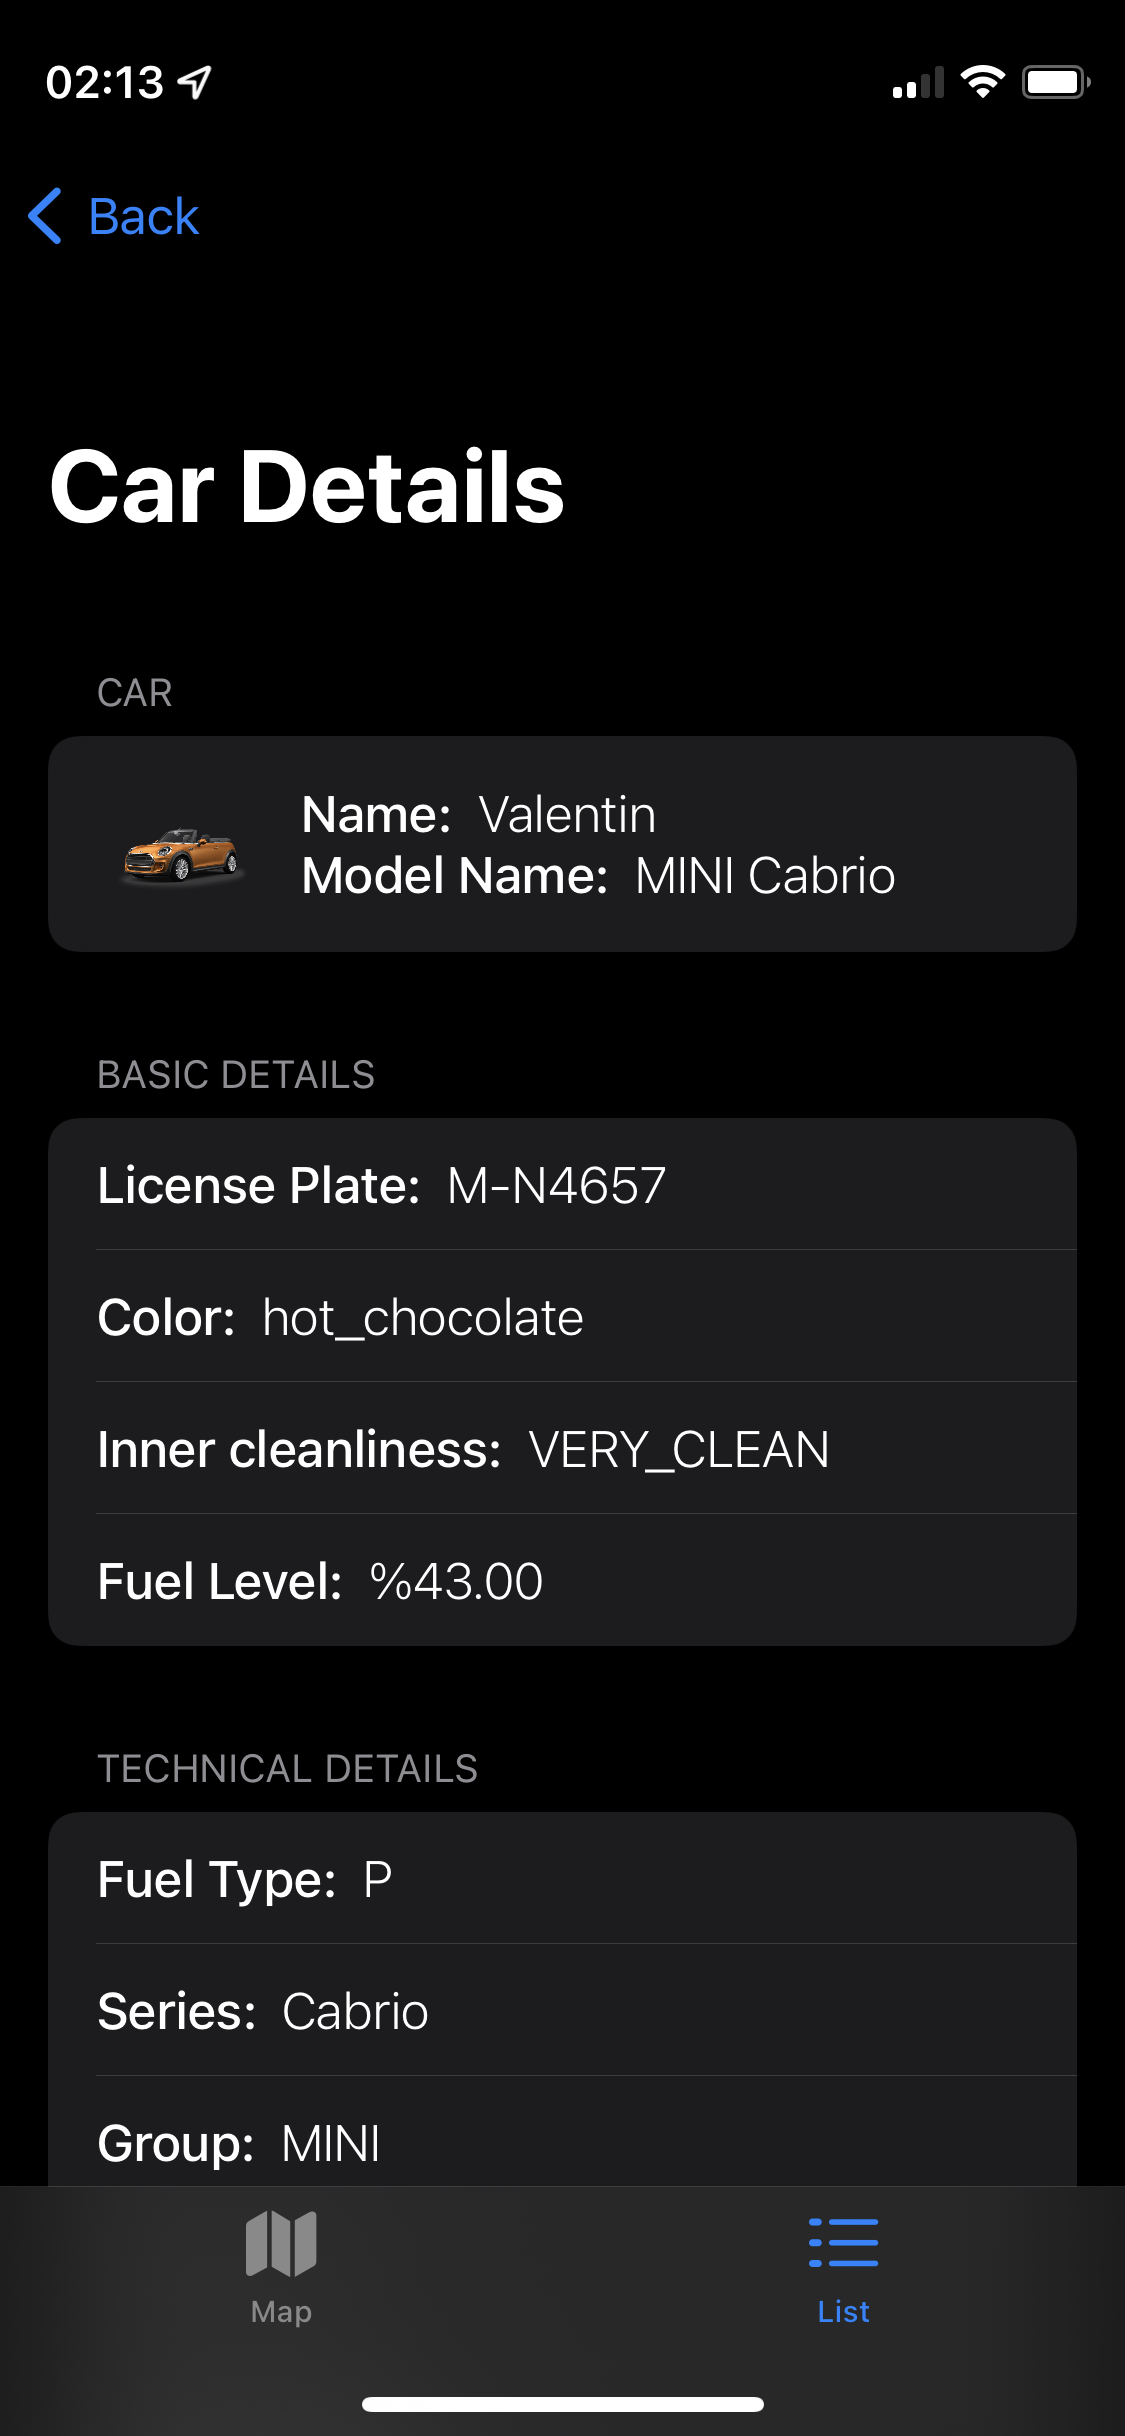 02:13
Back
Car Details
CAR
Name: Valentin
Model Name: MINI Cabrio
BASIC DETAILS
License Plate: M-N4657
Color: hot_chocolate
Inner cleanliness: VERY_CLEAN
Fuel Level: %43.00
TECHNICAL DETAILS
Fuel Type: P
Series: Cabrio
Group: MINI
Map
List